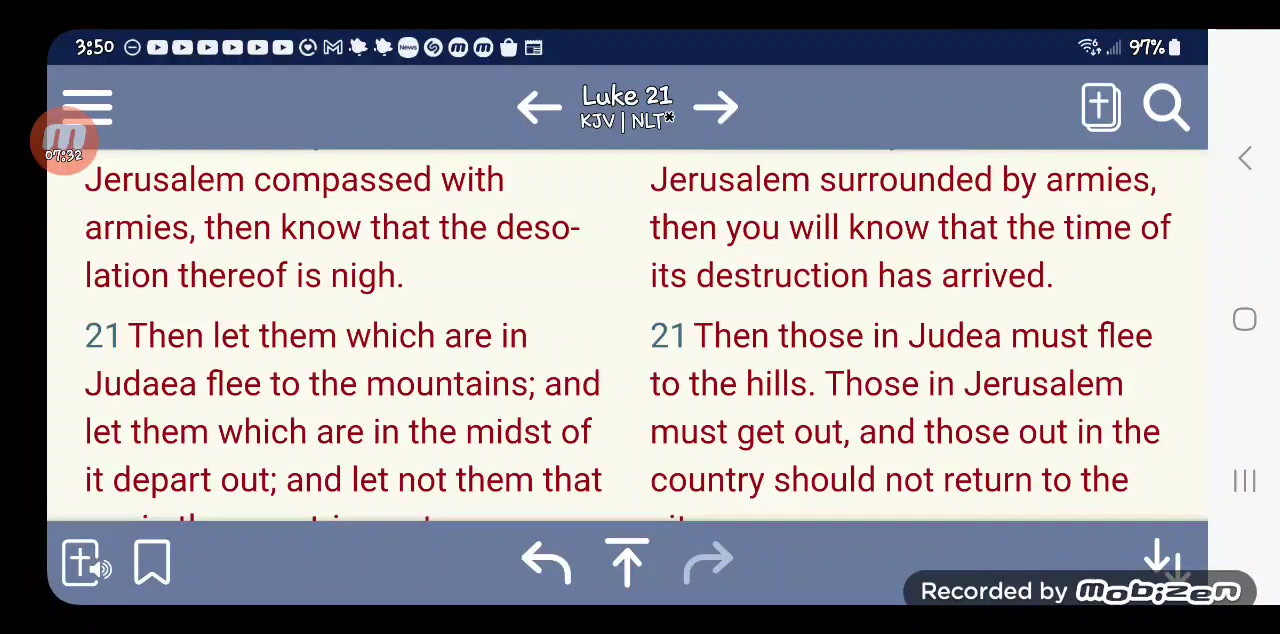 3:50
News
97%
Luke 21
KJV | NLT*
07:32
Jerusalem compassed with
armies, then know that the deso-
lation thereof is nigh.
21 Then let them which are in
Judaea flee to the mountains; and
let them which are in the midst of
it depart out; and let not them that
Jerusalem surrounded by armies,
then you will know that the time of
its destruction has arrived.
21 Then those in Judea must flee
to the hills. Those in Jerusalem
must get out, and those out in the
country should not return to the
Recorded by MOBIZEN